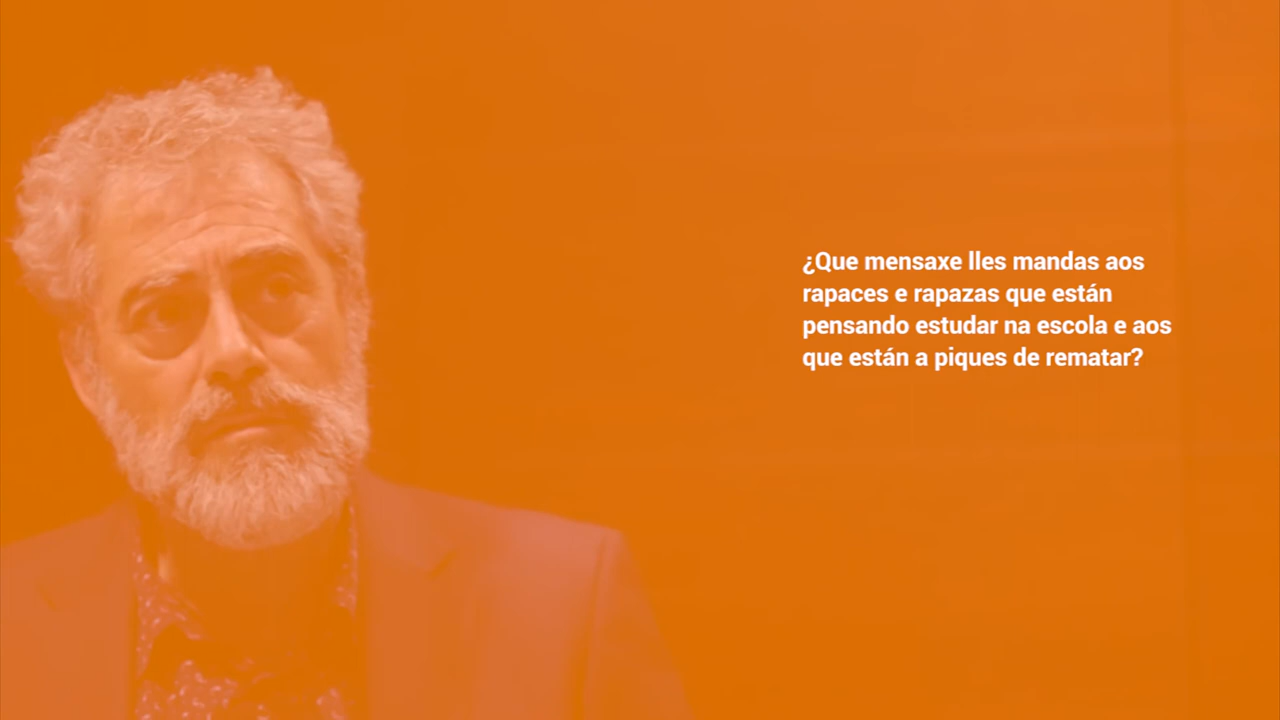 ¿Que mensaxe lles mandas aos
rapaces e rapazas que están
pensando estudar na escola e aos
que están a piques de rematar?